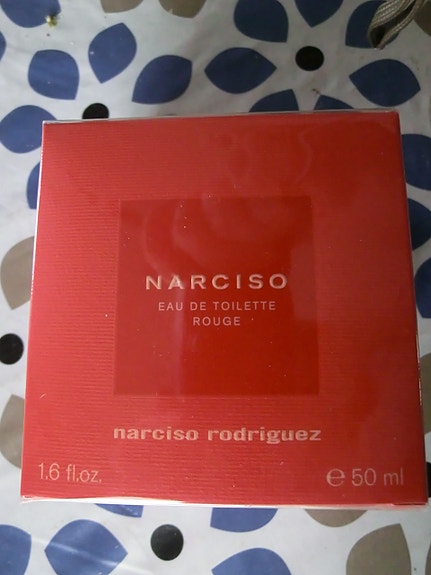 NARCISO
EAU DE TOILETTE
ROUGE
narciso rodriguez
1.6 fl.oz. ℮ 50 ml